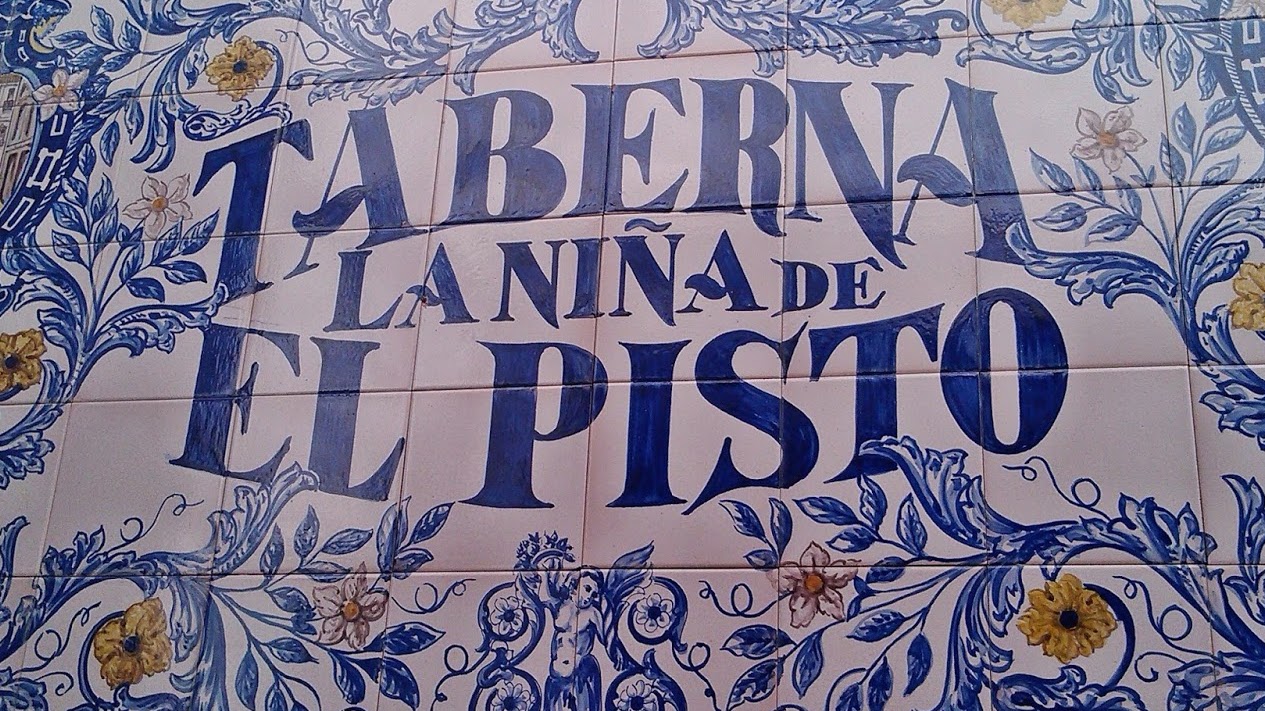 TABERNA
LA NIÑA DE
EL PISTO